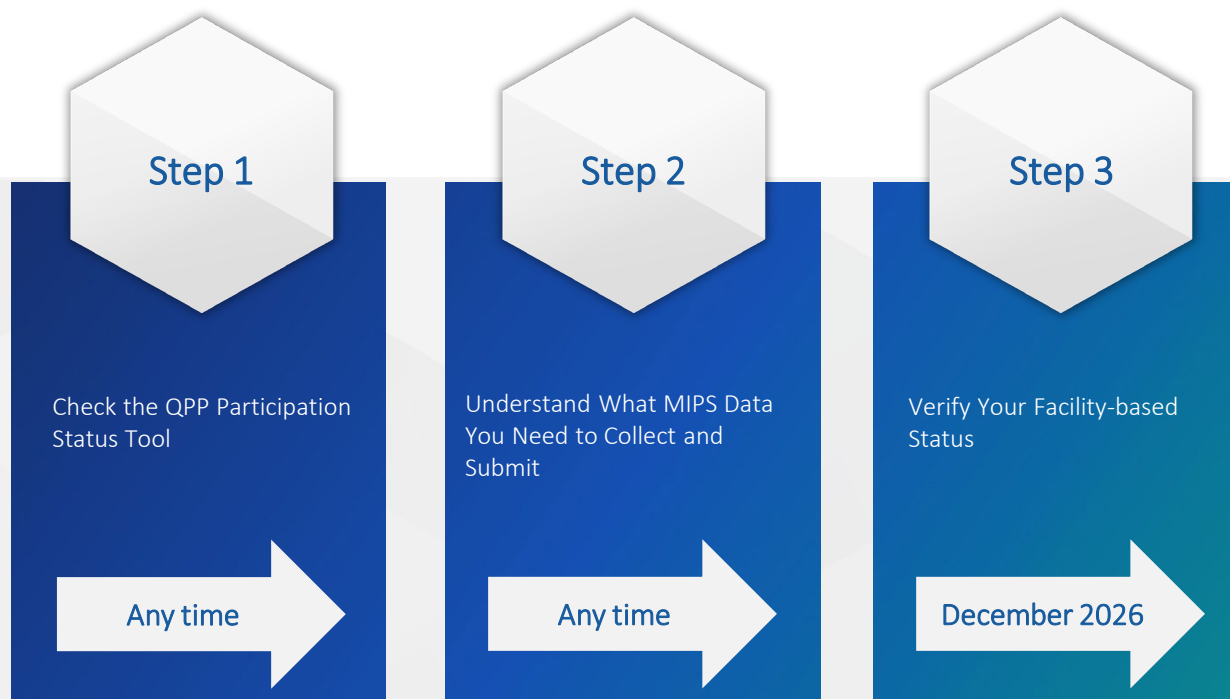 Step 1
Check the QPP Participation
Status Tool
Any time
Step 2
Understand What MIPS Data
You Need to Collect and
Submit
Any time
Step 3
Verify Your Facility-based
Status
December 2026